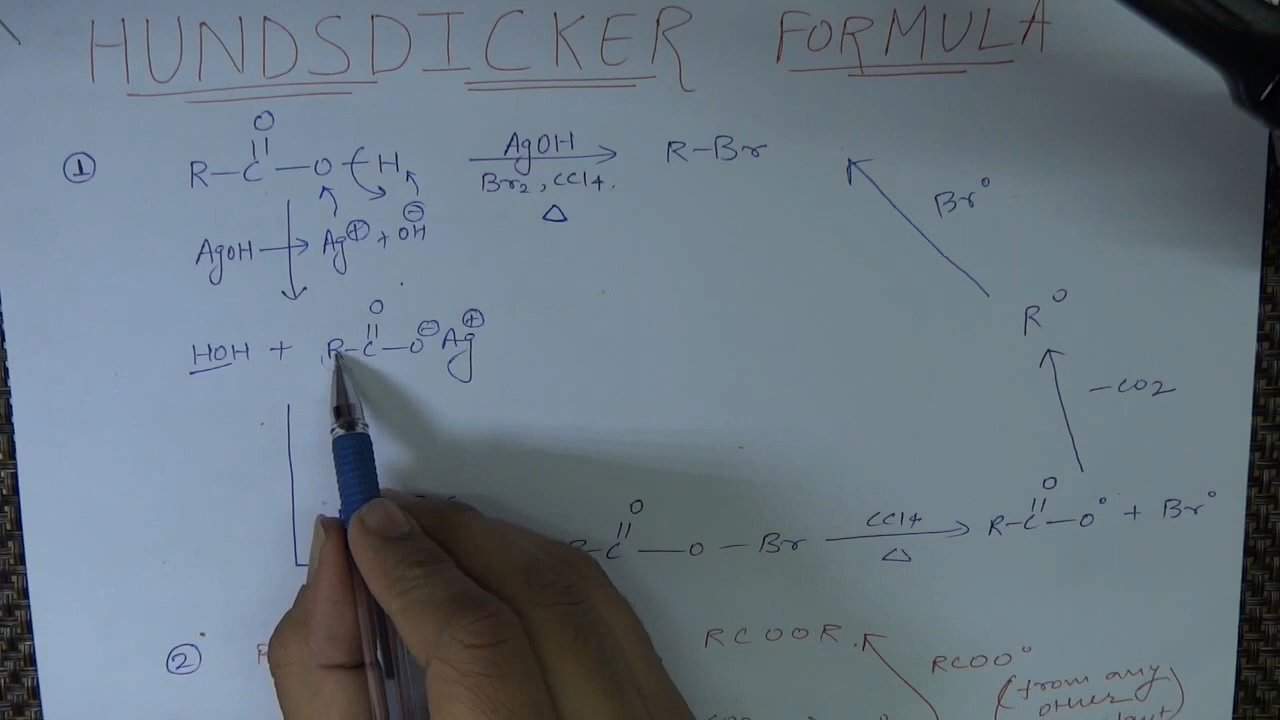 HUNDSDICKER FORMULA
①
O
||
R-C-O-H
AgOH
Br2, CCl4.
△
R-Br
Br°
AgOH → Ag⊕ + OH⊖
R°
O
||
HOH + R-C-O⊖ Ag⊕
-CO2
O
||
R-C-O-Br
CCl4
△
O
||
R-C-O° + Br°
②
RCOOR.
RCOO°
(from any
other